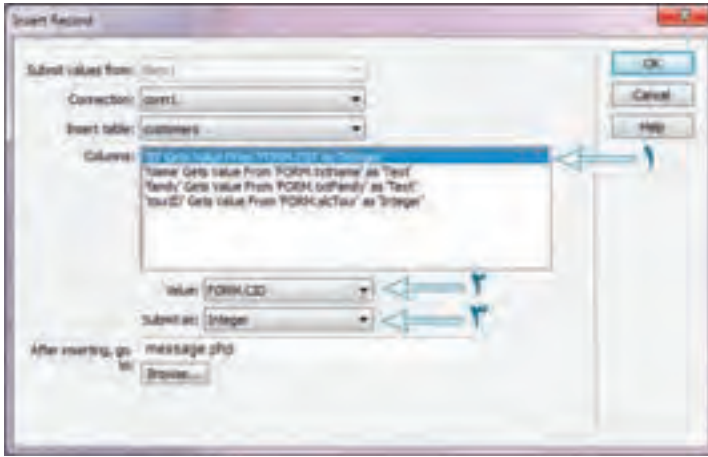 Insert Record
Submit values from: form1
OK
Connection: conn1
Cancel
Insert table: customers
Help
Columns: 'ID' Gets Value From 'FORM.CID' as 'Integer'
۱
'Name' Gets Value From 'FORM.txtName' as 'Text'
'Family' Gets Value From 'FORM.txtFamily' as 'Text'
'tourID' Gets Value From 'FORM.slcTour' as 'Integer'
Value: FORM.CID
۲
Submit as: Integer
۳
After inserting, go to: message.php
Browse...